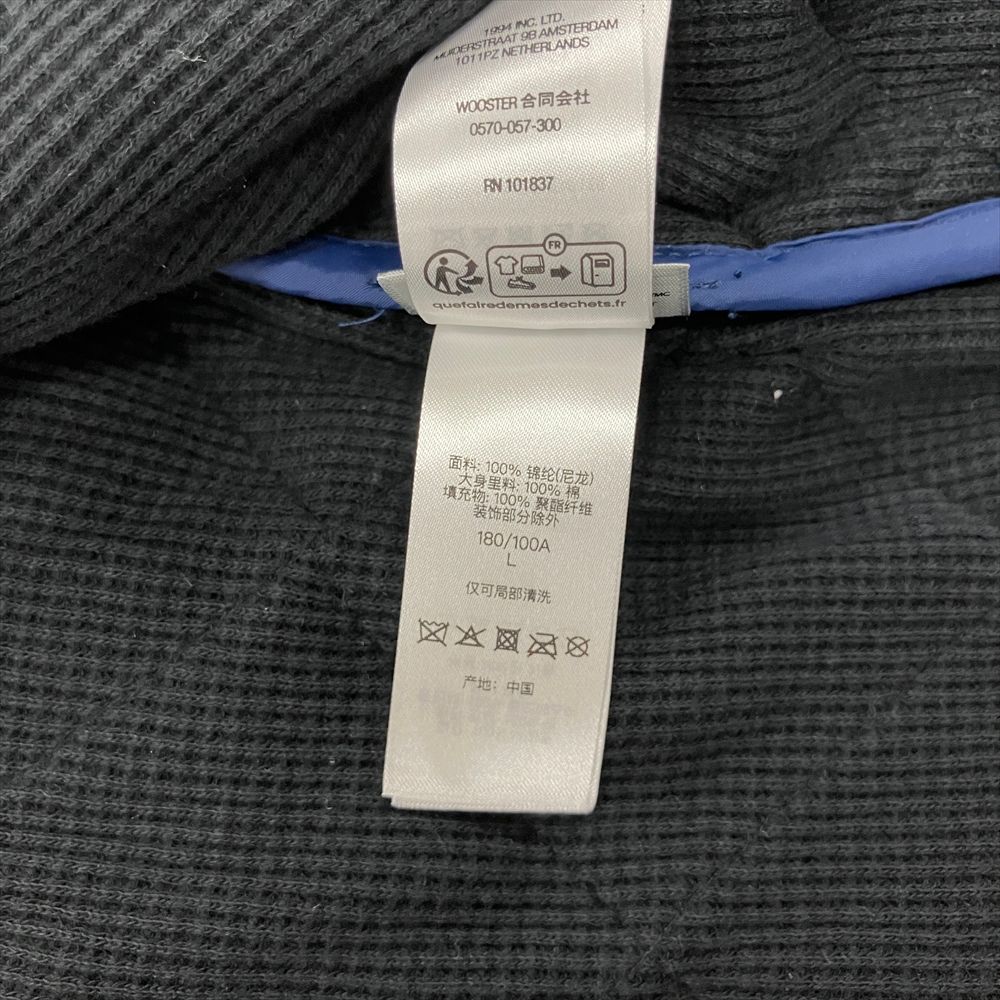 1994 INC. LTD.
MUIDERSTRAAT 9B AMSTERDAM
1011PZ NETHERLANDS
WOOSTER 合同会社
0570-057-300
RN 101837
FR
quefairedemesdechets.fr
面料: 100% 锦纶(尼龙)
大身里料: 100% 棉
填充物: 100% 聚酯纤维
装饰部分除外
180/100A
L
仅可局部清洗
产地: 中国